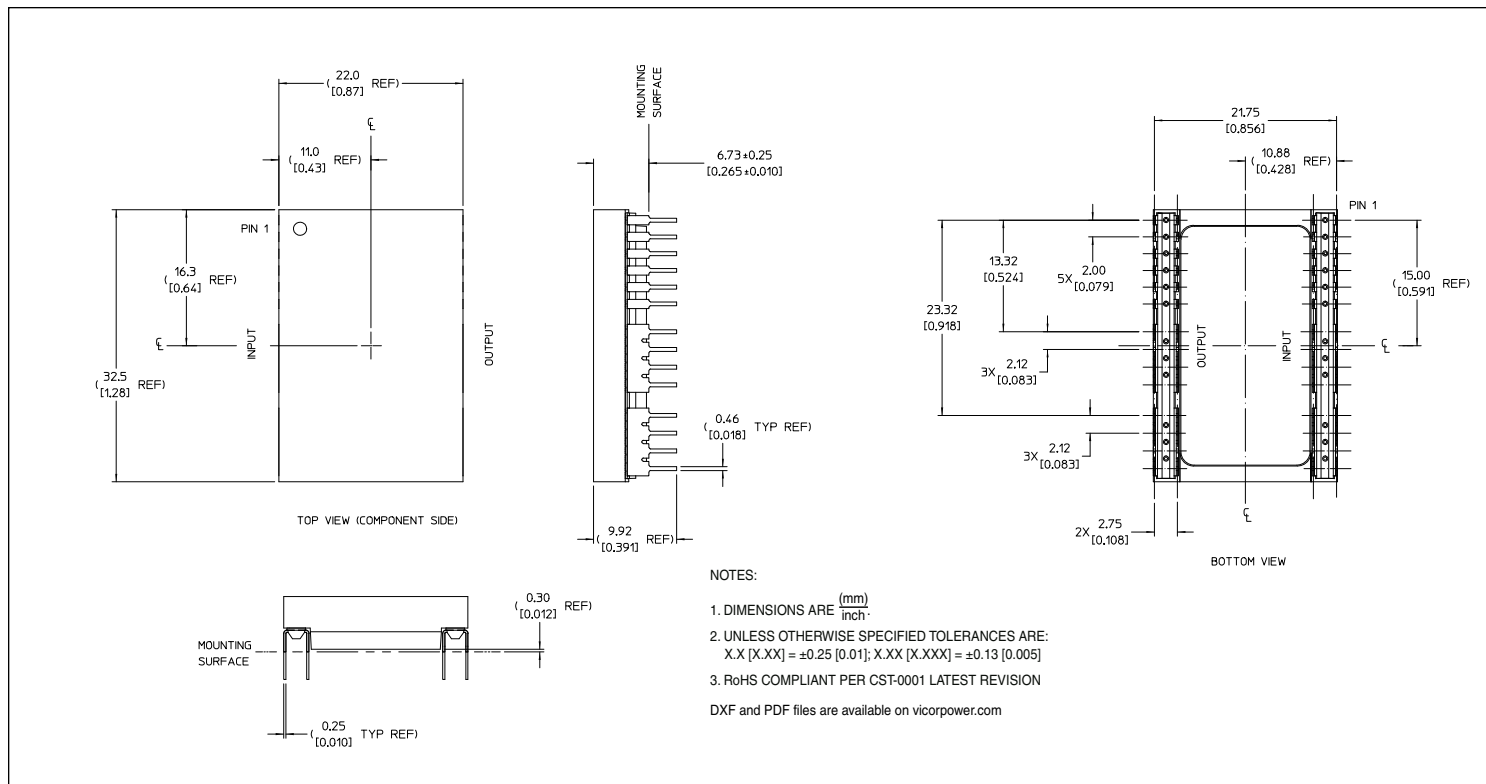 22.0
( REF)
[0.87]
℄
11.0
( REF)
[0.43]
PIN 1
16.3
( REF)
[0.64]
INPUT
OUTPUT
℄
32.5
( REF)
[1.28]
TOP VIEW (COMPONENT SIDE)
MOUNTING
SURFACE
6.73±0.25
[0.265±0.010]
0.46
( TYP REF)
[0.018]
9.92
( REF)
[0.391]
21.75
[0.856]
10.88
( REF)
[0.428]
PIN 1
13.32
[0.524]
5X 2.00
[0.079]
15.00
( REF)
[0.591]
23.32
[0.918]
OUTPUT
INPUT
℄
3X 2.12
[0.083]
3X 2.12
[0.083]
℄
2X 2.75
[0.108]
BOTTOM VIEW
0.30
( REF)
[0.012]
MOUNTING
SURFACE
0.25
( TYP REF)
[0.010]
NOTES:
1. DIMENSIONS ARE (mm)
inch.
2. UNLESS OTHERWISE SPECIFIED TOLERANCES ARE:
X.X [X.XX] = ±0.25 [0.01]; X.XX [X.XXX] = ±0.13 [0.005]
3. RoHS COMPLIANT PER CST-0001 LATEST REVISION
DXF and PDF files are available on vicorpower.com